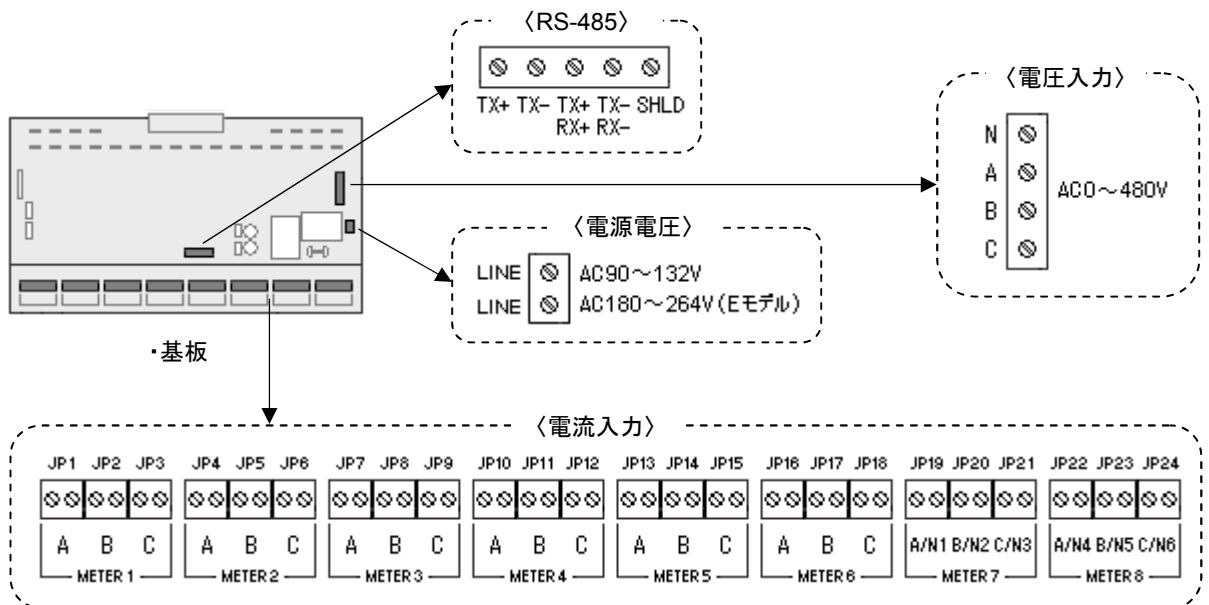 〈RS-485〉
TX+ TX− TX+ TX− SHLD
RX+ RX−
〈電圧入力〉
N
A
B
C
AC0～480V
〈電源電圧〉
LINE AC90～132V
LINE AC180～264V(Eモデル)
・基板
〈電流入力〉
JP1 JP2 JP3 JP4 JP5 JP6 JP7 JP8 JP9 JP10 JP11 JP12 JP13 JP14 JP15 JP16 JP17 JP18 JP19 JP20 JP21 JP22 JP23 JP24
A B C A B C A B C A B C A B C A B C A/N1 B/N2 C/N3 A/N4 B/N5 C/N6
METER 1 METER 2 METER 3 METER 4 METER 5 METER 6 METER 7 METER 8